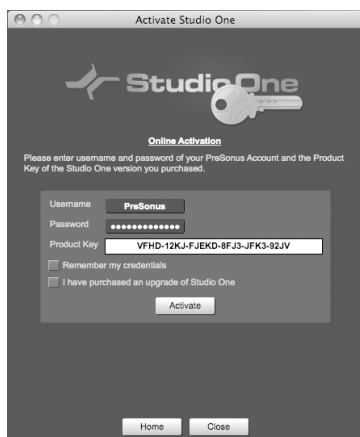 Activate Studio One
Studio One
Online Activation
Please enter username and password of your PreSonus Account and the Product
Key of the Studio One version you purchased.
Username PreSonus
Password ●●●●●●●●●●●●●
Product Key VFHD-12KJ-FJEKD-8FJ3-JFK3-92JV
Remember my credentials
I have purchased an upgrade of Studio One
Activate
Home Close